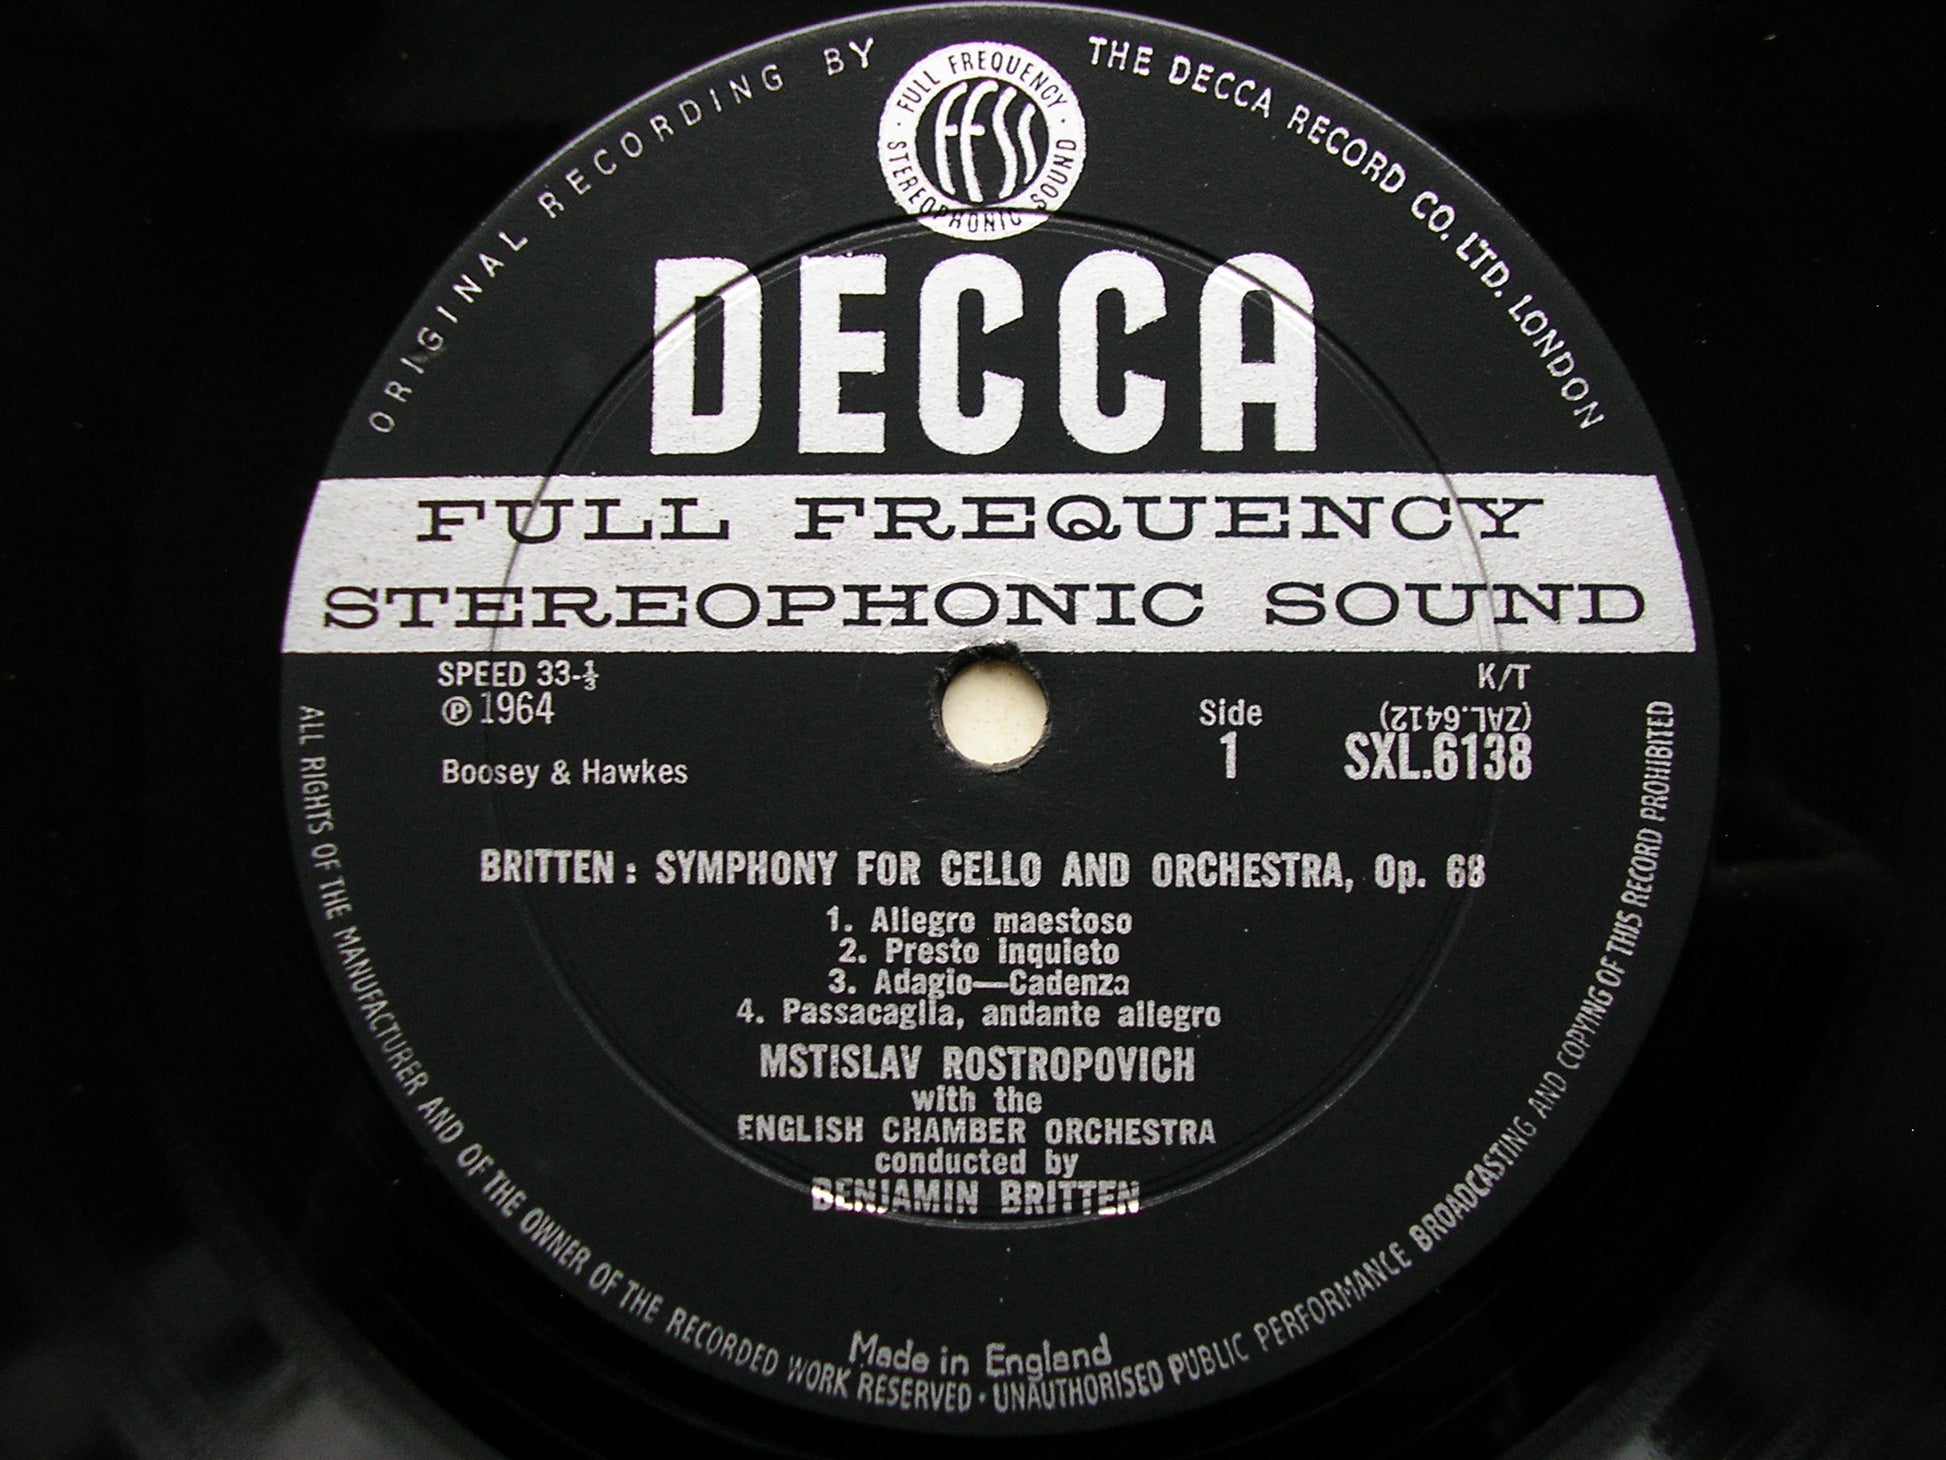 ORIGINAL RECORDING BY THE DECCA RECORD CO. LTD. LONDON
FULL FREQUENCY
FFSS
STEREOPHONIC SOUND
DECCA
FULL FREQUENCY
STEREOPHONIC SOUND
SPEED 33-⅓
℗ 1964
Boosey & Hawkes
K/T
(ZAL.6412)
Side
1
SXL.6138
BRITTEN: SYMPHONY FOR CELLO AND ORCHESTRA, Op. 68
1. Allegro maestoso
2. Presto inquieto
3. Adagio—Cadenza
4. Passacaglia, andante allegro
MSTISLAV ROSTROPOVICH
with the
ENGLISH CHAMBER ORCHESTRA
conducted by
BENJAMIN BRITTEN
Made in England
ALL RIGHTS OF THE MANUFACTURER AND OF THE OWNER OF THE RECORDED WORK RESERVED · UNAUTHORISED PUBLIC PERFORMANCE BROADCASTING AND COPYING OF THIS RECORD PROHIBITED